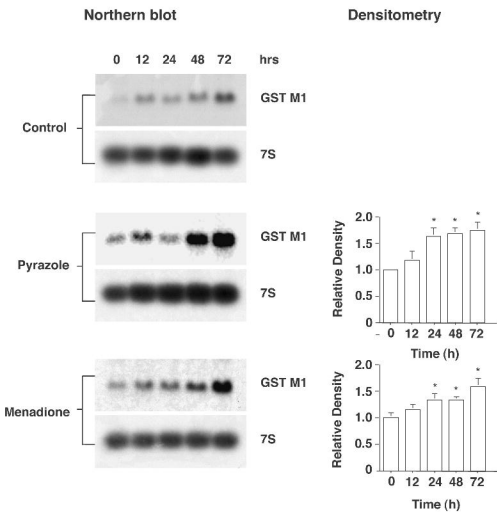 Northern blot Densitometry
0 12 24 48 72 hrs
GST M1
Control
7S
GST M1
Pyrazole
7S
2.0
* * *
1.5
1.0
0.5
0.0
Relative Density
0 12 24 48 72
Time (h)
GST M1
Menadione
7S
2.0
* * *
1.5
1.0
0.5
0.0
Relative Density
0 12 24 48 72
Time (h)